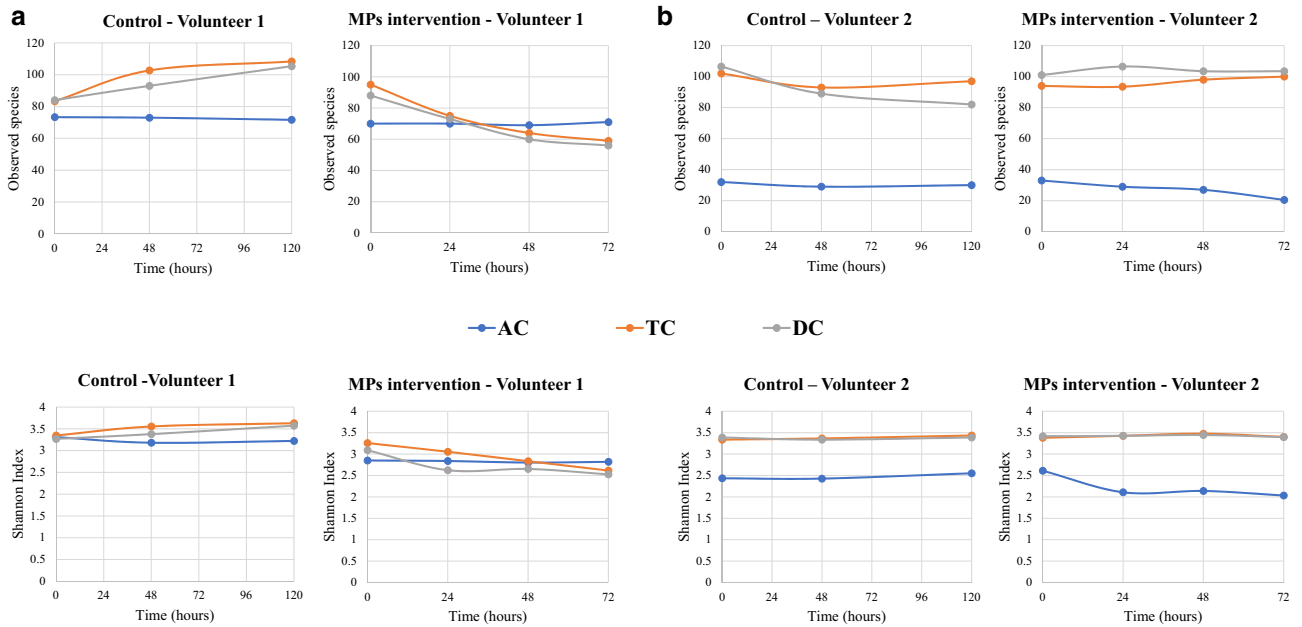 a
Control - Volunteer 1
Observed species
120
100
80
60
40
20
0
0 24 48 72 96 120
Time (hours)
MPs intervention - Volunteer 1
Observed species
120
100
80
60
40
20
0
0 24 48 72
Time (hours)
b
Control – Volunteer 2
Observed species
120
100
80
60
40
20
0
0 24 48 72 96 120
Time (hours)
MPs intervention - Volunteer 2
Observed species
120
100
80
60
40
20
0
0 24 48 72
Time (hours)
AC TC DC
Control -Volunteer 1
Shannon Index
4
3.5
3
2.5
2
1.5
1
0.5
0
0 24 48 72 96 120
Time (hours)
MPs intervention - Volunteer 1
Shannon Index
4
3.5
3
2.5
2
1.5
1
0.5
0
0 24 48 72
Time (hours)
Control – Volunteer 2
Shannon Index
4
3.5
3
2.5
2
1.5
1
0.5
0
0 24 48 72 96 120
Time (hours)
MPs intervention - Volunteer 2
Shannon Index
4
3.5
3
2.5
2
1.5
1
0.5
0
0 24 48 72
Time (hours)